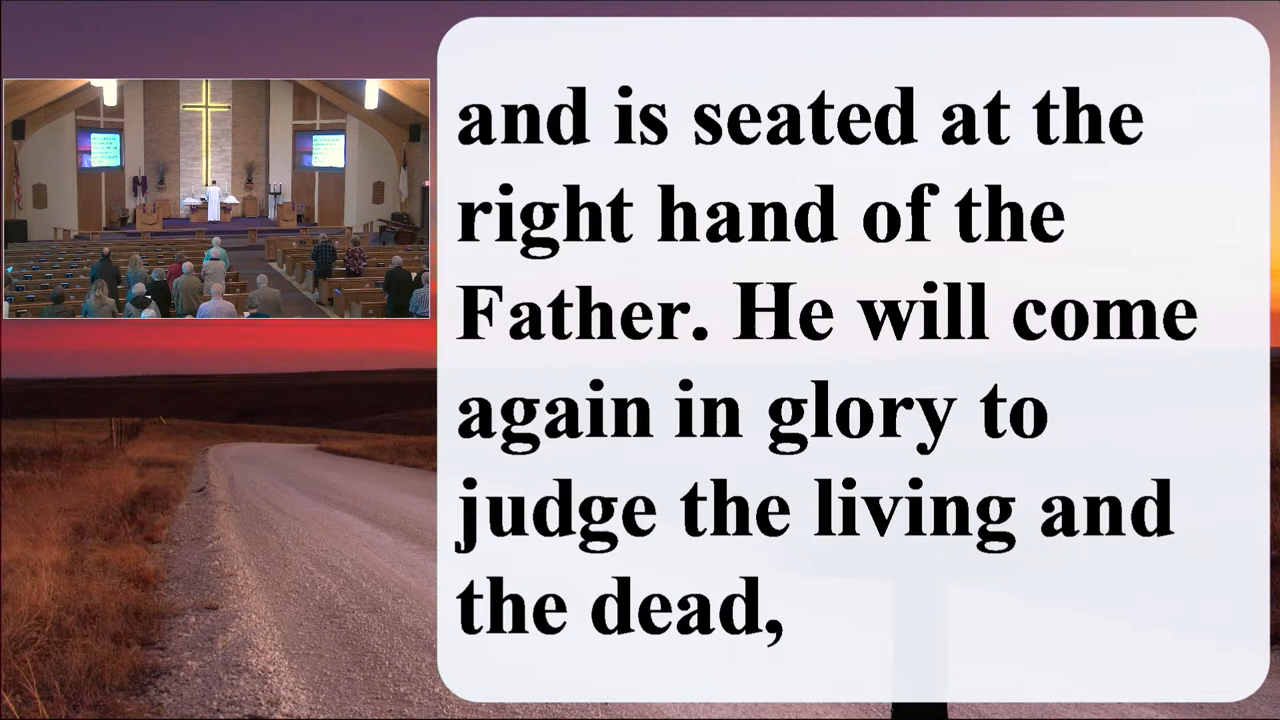 and is seated at the
right hand of the
Father. He will come
again in glory to
judge the living and
the dead,